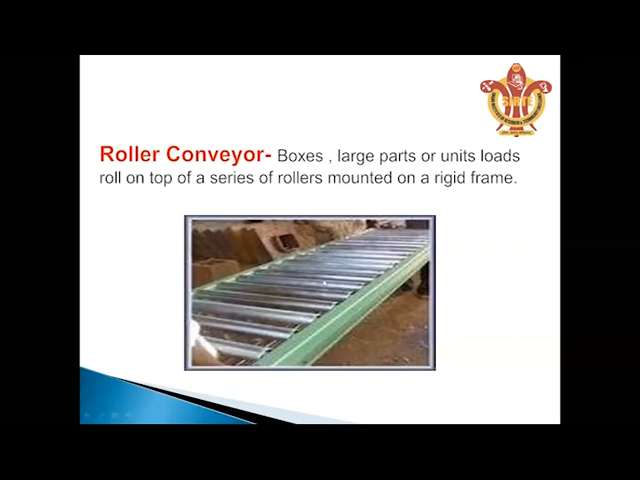 SIRTE
Roller Conveyor- Boxes , large parts or units loads
roll on top of a series of rollers mounted on a rigid frame.